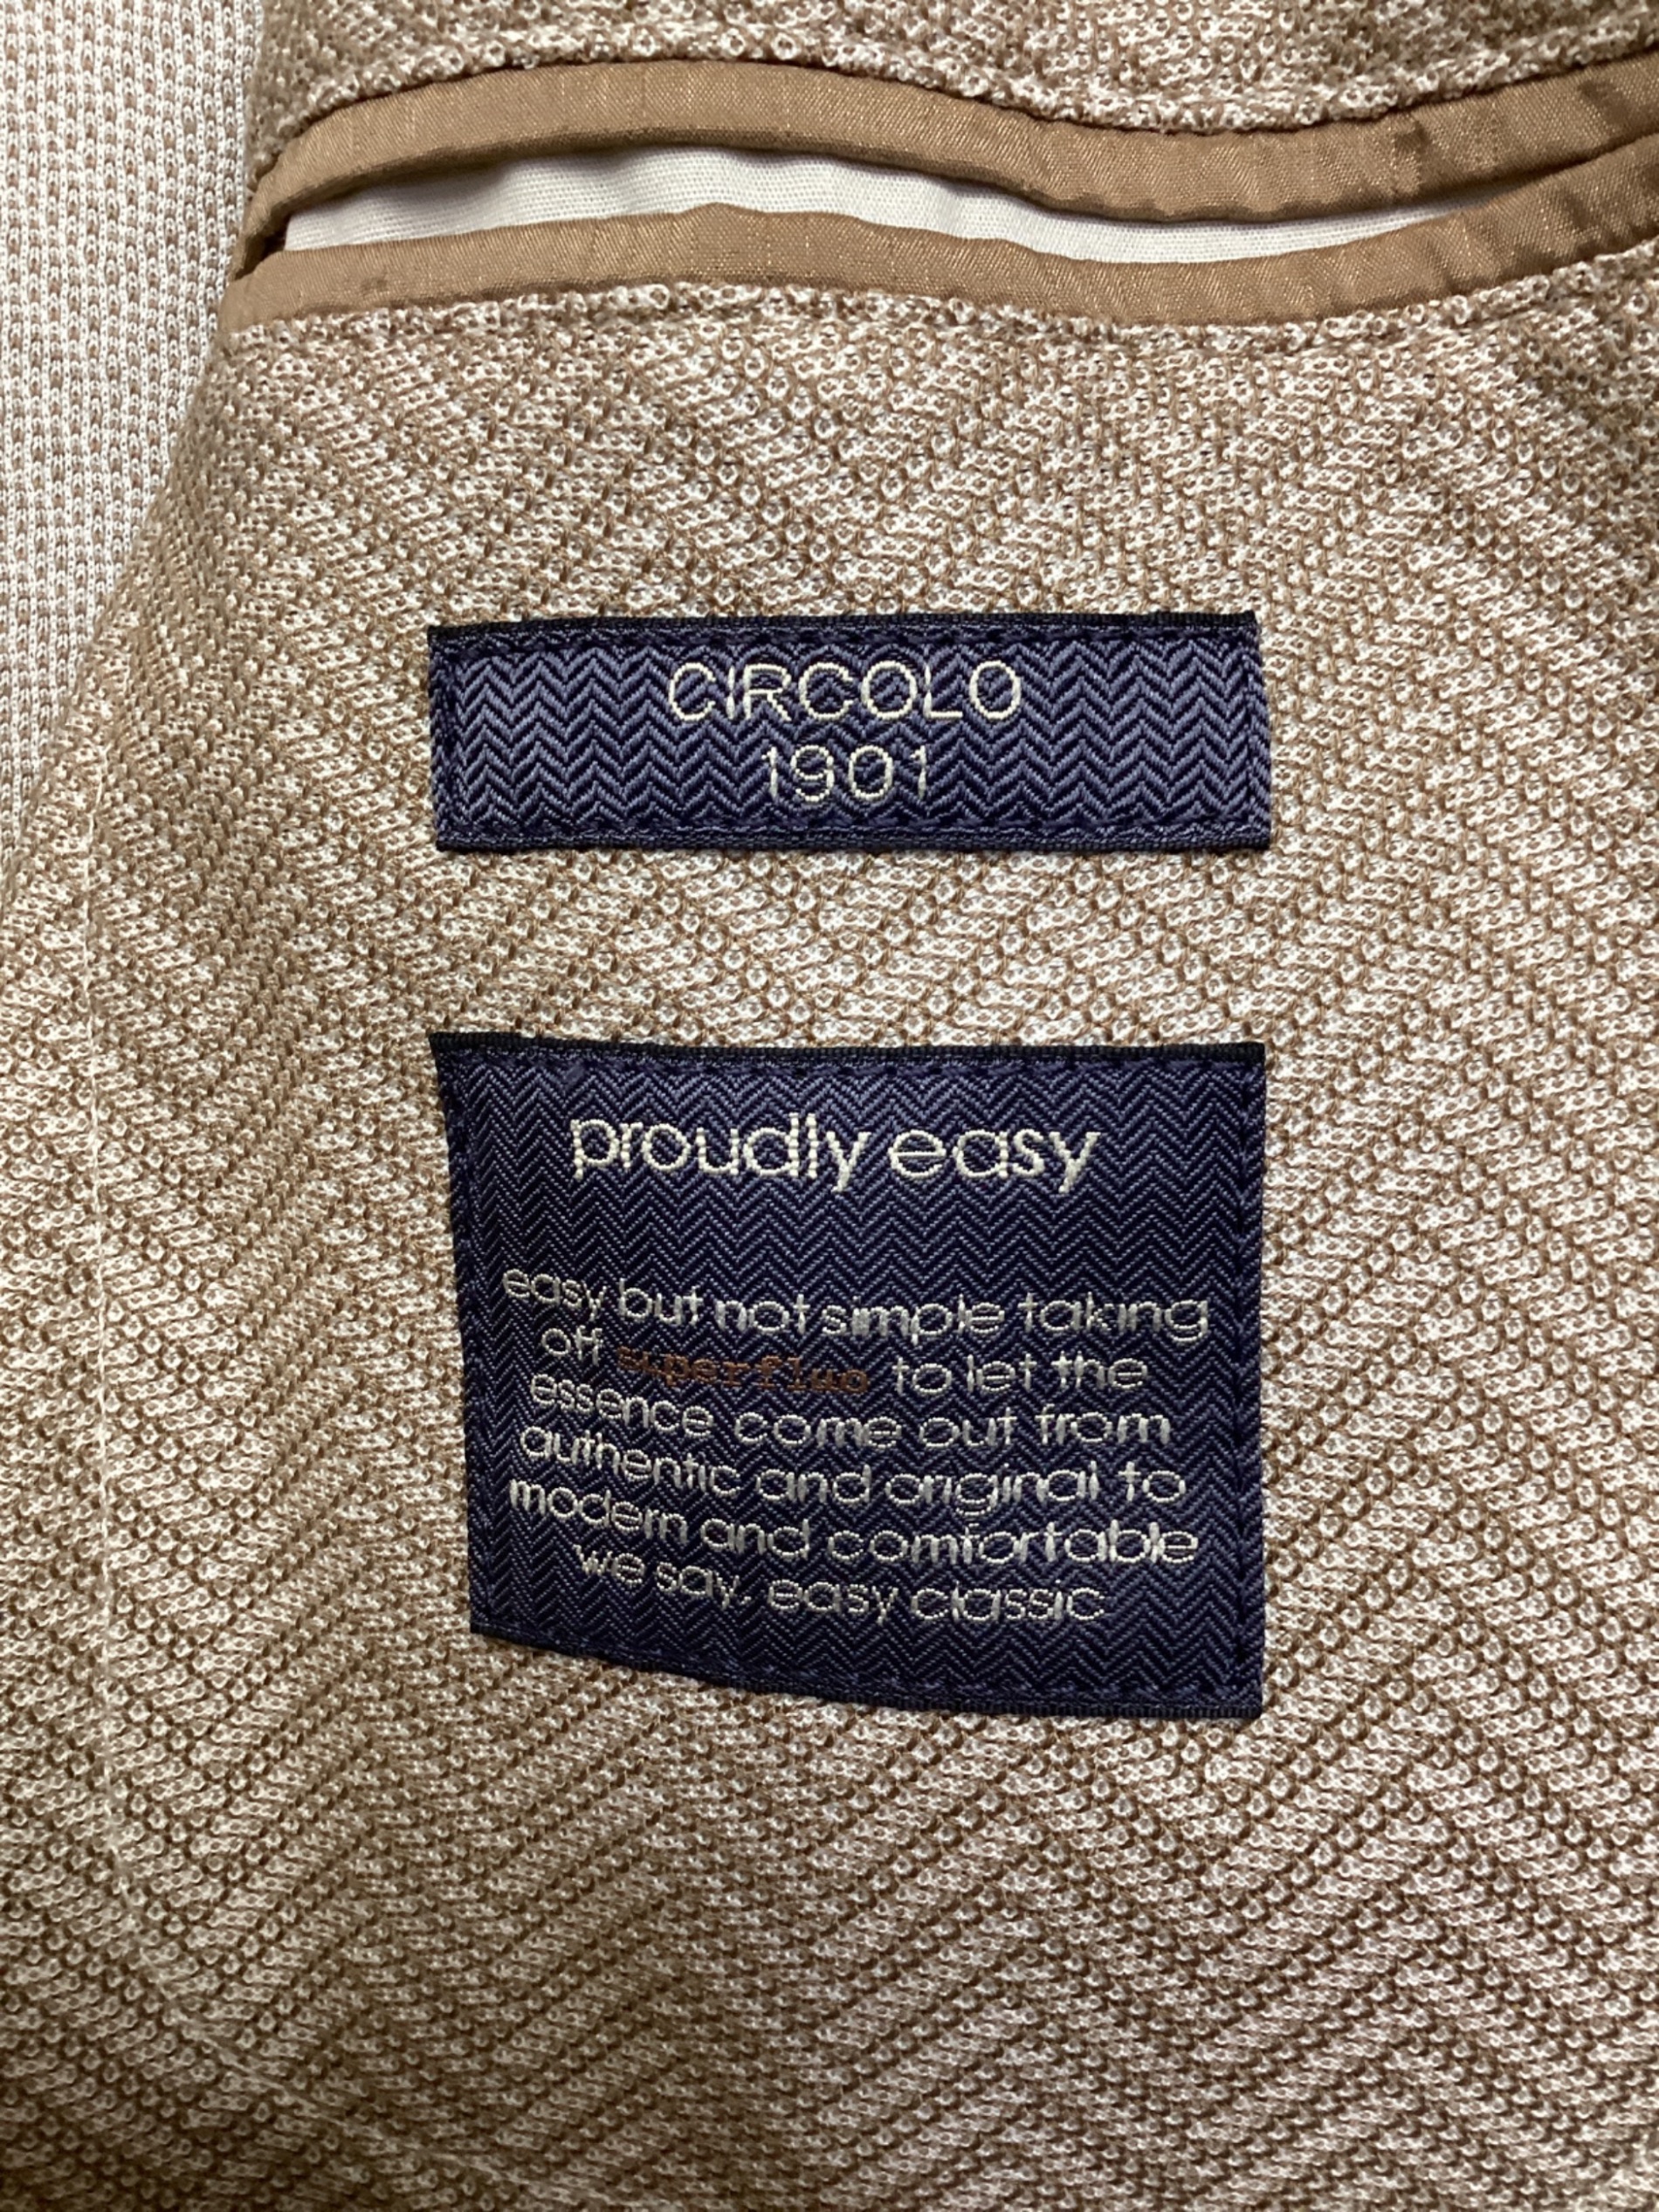 CIRCOLO
1901
proudly easy
easy but not simple taking
off superfluo to let the
essence come out from
authentic and original to
modern and comfortable
we say, easy classic